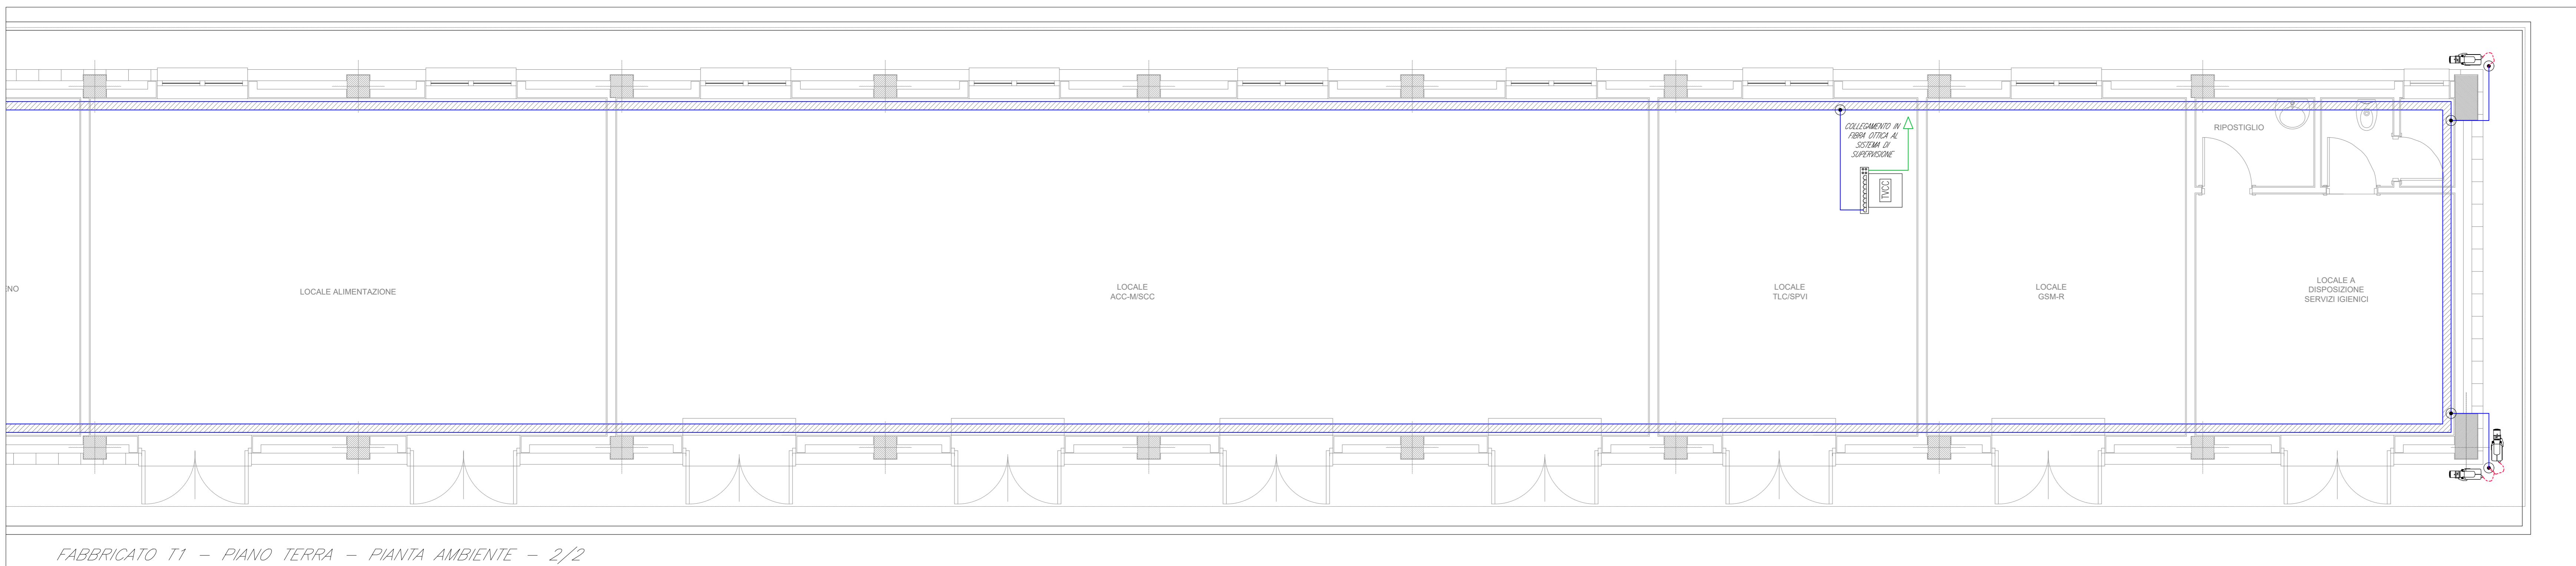 COLLEGAMENTO IN
FIBRA OTTICA AL
SISTEMA DI
SUPERVISIONE
TVCC
RIPOSTIGLIO
NO
LOCALE ALIMENTAZIONE
LOCALE
ACC-M/SCC
LOCALE
TLC/SPVI
LOCALE
GSM-R
LOCALE A
DISPOSIZIONE
SERVIZI IGIENICI
FABBRICATO T1 - PIANO TERRA - PIANTA AMBIENTE - 2/2